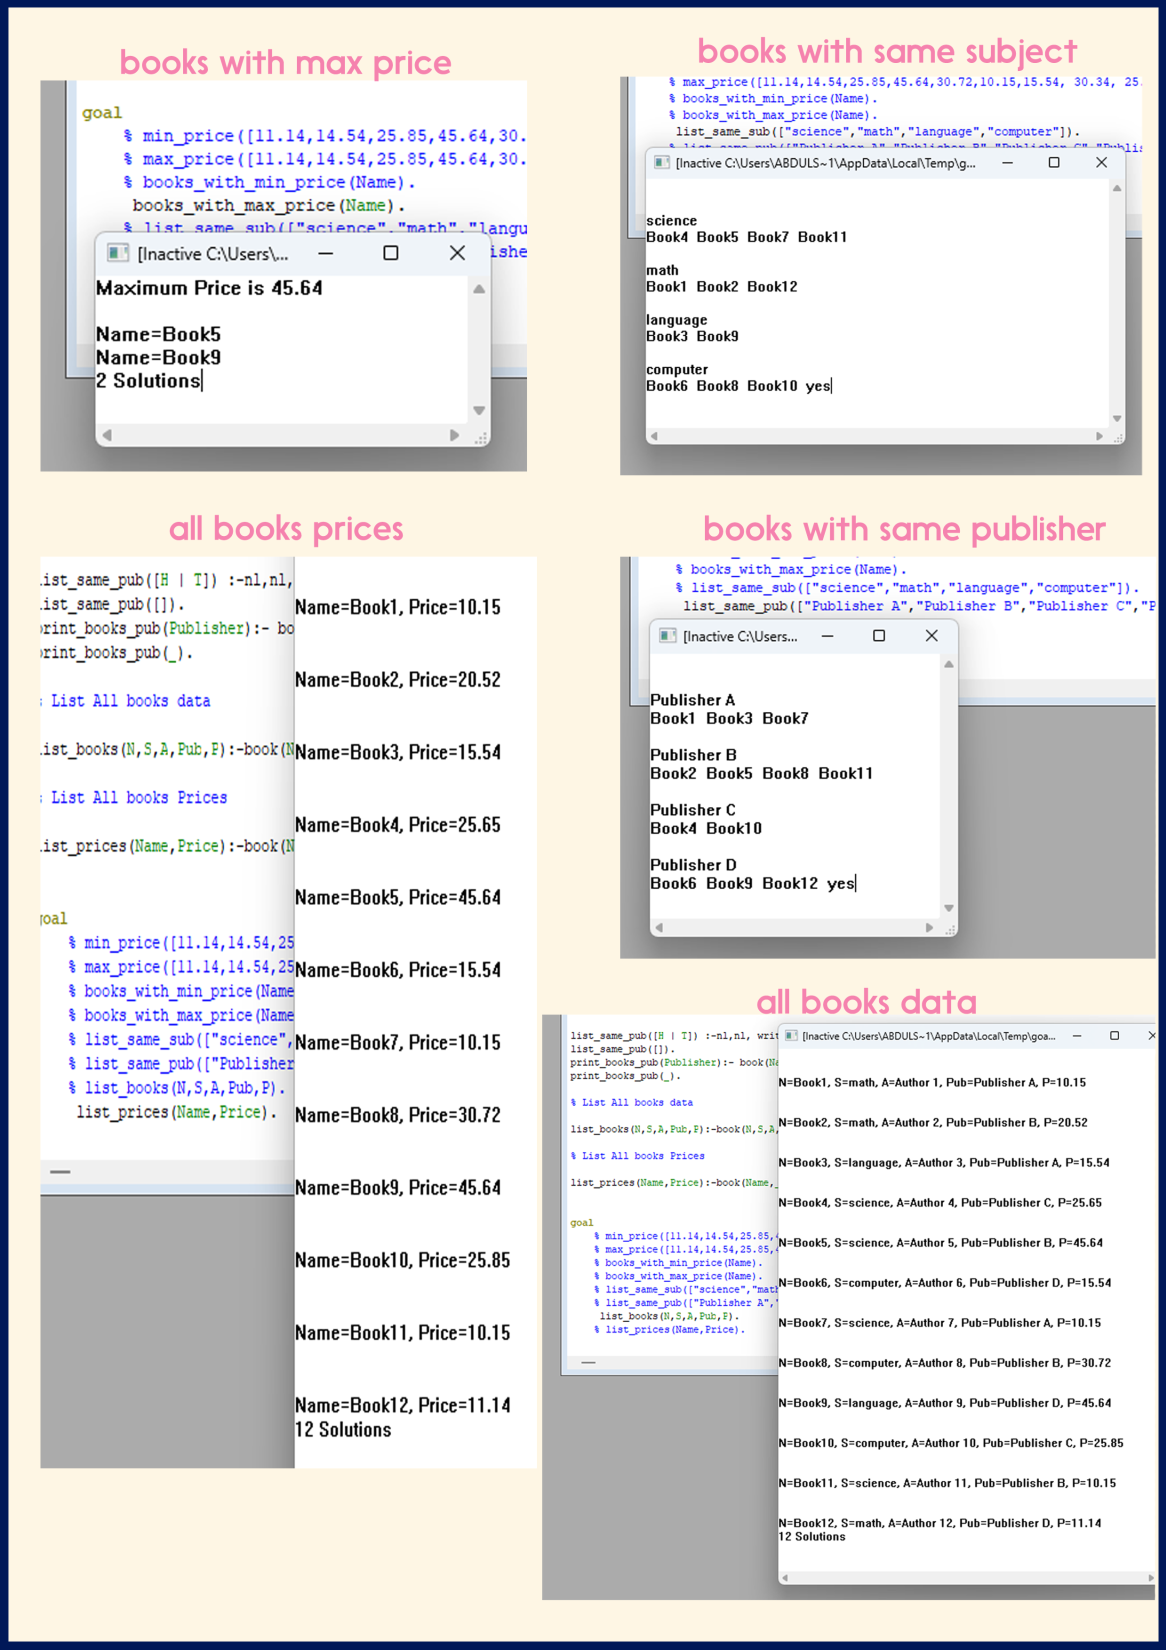 books with max price
goal
% min_price([11.14,14.54,25.85,45.64,30.
% max_price([11.14,14.54,25.85,45.64,30.
% books_with_min_price(Name).
books_with_max_price(Name).
% list_same_sub(["science","math","langu
[Inactive C:\Users\...
Maximum Price is 45.64
Name=Book5
Name=Book9
2 Solutions
books with same subject
% max_price([11.14,14.54,25.85,45.64,30.72,10.15,15.54, 30.34, 25.
% books_with_min_price(Name).
% books_with_max_price(Name).
list_same_sub(["science","math","language","computer"]).
[Inactive C:\Users\ABDULS~1\AppData\Local\Temp\g...
science
Book4 Book5 Book7 Book11
math
Book1 Book2 Book12
language
Book3 Book9
computer
Book6 Book8 Book10 yes
all books prices
ist_same_pub([H | T]) :-nl,nl,
ist_same_pub([]).
rint_books_pub(Publisher):- bo
rint_books_pub(_).
List All books data
ist_books(N,S,A,Pub,P):-book(N
List All books Prices
ist_prices(Name,Price):-book(N
goal
% min_price([11.14,14.54,25
% max_price([11.14,14.54,25
% books_with_min_price(Name
% books_with_max_price(Name
% list_same_sub(["science",
% list_same_pub(["Publisher
% list_books(N,S,A,Pub,P).
list_prices(Name,Price).
Name=Book1, Price=10.15
Name=Book2, Price=20.52
Name=Book3, Price=15.54
Name=Book4, Price=25.65
Name=Book5, Price=45.64
Name=Book6, Price=15.54
Name=Book7, Price=10.15
Name=Book8, Price=30.72
Name=Book9, Price=45.64
Name=Book10, Price=25.85
Name=Book11, Price=10.15
Name=Book12, Price=11.14
12 Solutions
books with same publisher
% books_with_max_price(Name).
% list_same_sub(["science","math","language","computer"]).
list_same_pub(["Publisher A","Publisher B","Publisher C","P
[Inactive C:\Users...
Publisher A
Book1 Book3 Book7
Publisher B
Book2 Book5 Book8 Book11
Publisher C
Book4 Book10
Publisher D
Book6 Book9 Book12 yes
all books data
list_same_pub([H | T]) :-nl,nl, writ
list_same_pub([]).
print_books_pub(Publisher):- book(Na
print_books_pub(_).
% List All books data
list_books(N,S,A,Pub,P):-book(N,S,A,
% List All books Prices
list_prices(Name,Price):-book(Name,_
goal
% min_price([11.14,14.54,25.85,4
% max_price([11.14,14.54,25.85,4
% books_with_min_price(Name).
% books_with_max_price(Name).
% list_same_sub(["science","math
% list_same_pub(["Publisher A","
list_books(N,S,A,Pub,P).
% list_prices(Name,Price).
[Inactive C:\Users\ABDULS~1\AppData\Local\Temp\goa...
N=Book1, S=math, A=Author 1, Pub=Publisher A, P=10.15
N=Book2, S=math, A=Author 2, Pub=Publisher B, P=20.52
N=Book3, S=language, A=Author 3, Pub=Publisher A, P=15.54
N=Book4, S=science, A=Author 4, Pub=Publisher C, P=25.65
N=Book5, S=science, A=Author 5, Pub=Publisher B, P=45.64
N=Book6, S=computer, A=Author 6, Pub=Publisher D, P=15.54
N=Book7, S=science, A=Author 7, Pub=Publisher A, P=10.15
N=Book8, S=computer, A=Author 8, Pub=Publisher B, P=30.72
N=Book9, S=language, A=Author 9, Pub=Publisher D, P=45.64
N=Book10, S=computer, A=Author 10, Pub=Publisher C, P=25.85
N=Book11, S=science, A=Author 11, Pub=Publisher B, P=10.15
N=Book12, S=math, A=Author 12, Pub=Publisher D, P=11.14
12 Solutions